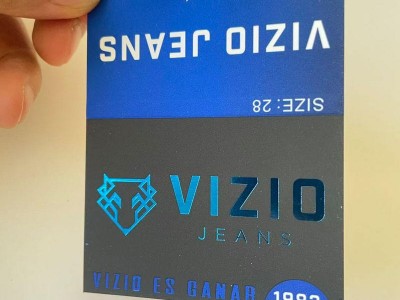 VIZIO JEANS
SIZE: 28
VIZIO
JEANS
VIZIO ES GANAR